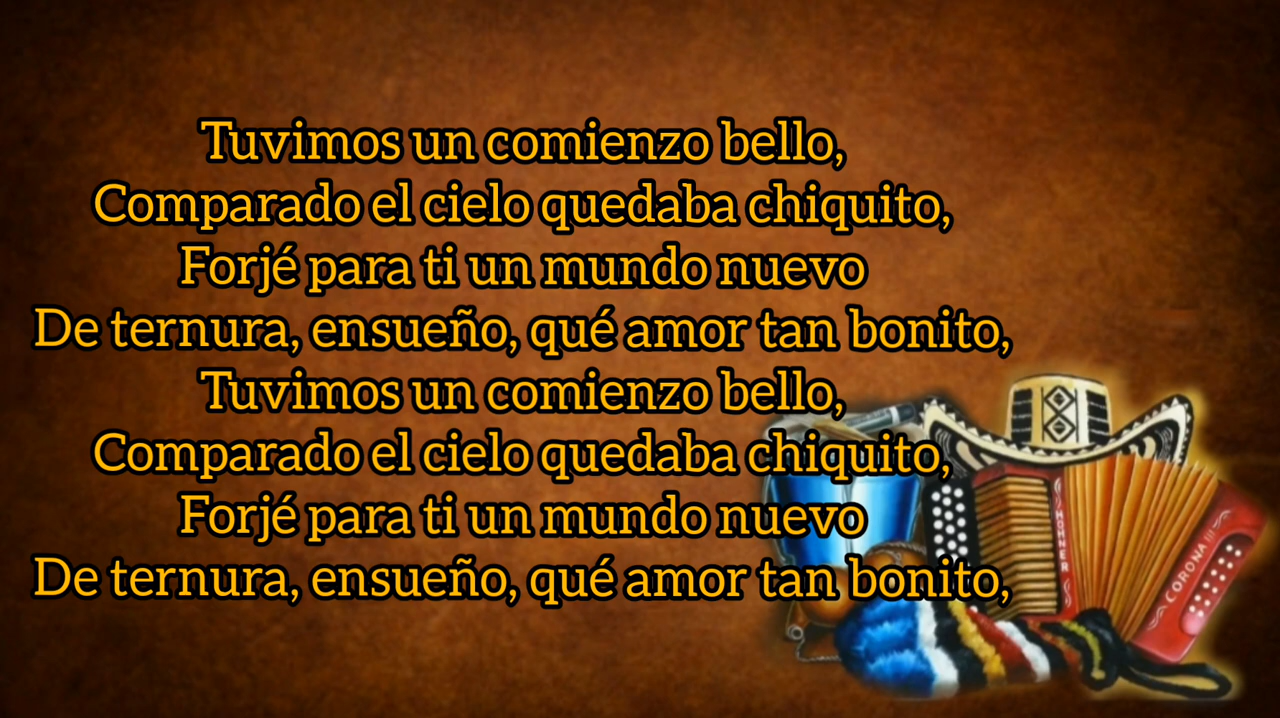 Tuvimos un comienzo bello,
Comparado el cielo quedaba chiquito,
Forjé para ti un mundo nuevo
De ternura, ensueño, qué amor tan bonito,
Tuvimos un comienzo bello,
Comparado el cielo quedaba chiquito,
Forjé para ti un mundo nuevo
De ternura, ensueño, qué amor tan bonito,
HOHNER
CORONA III